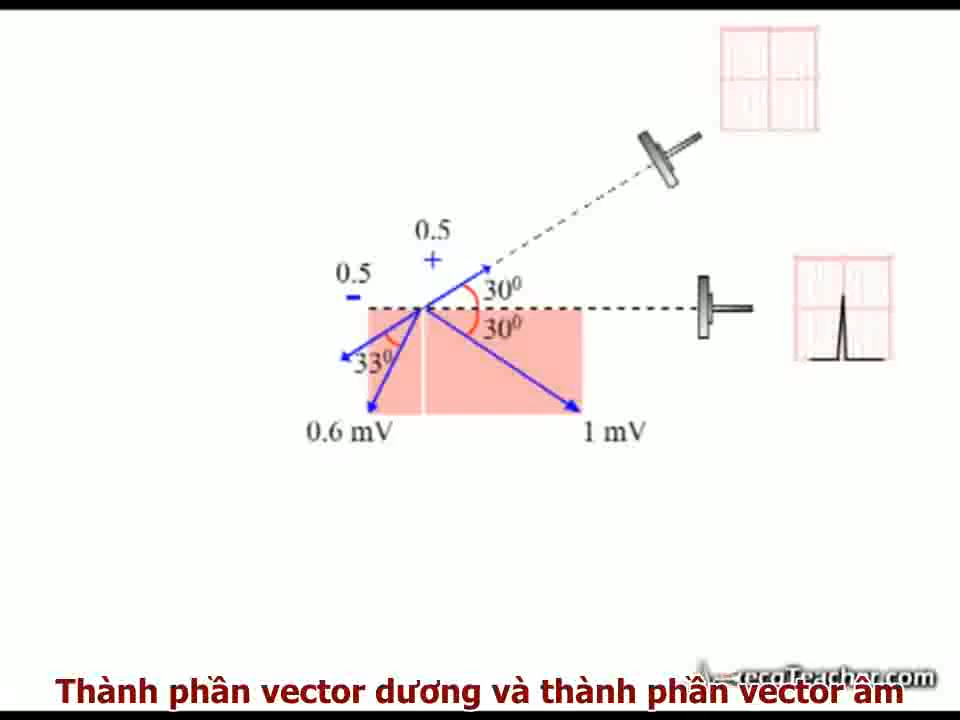 0.5
+
0.5
-
30⁰
30⁰
33⁰
0.6 mV
1 mV
Thành phần vector dương và thành phần vector âm